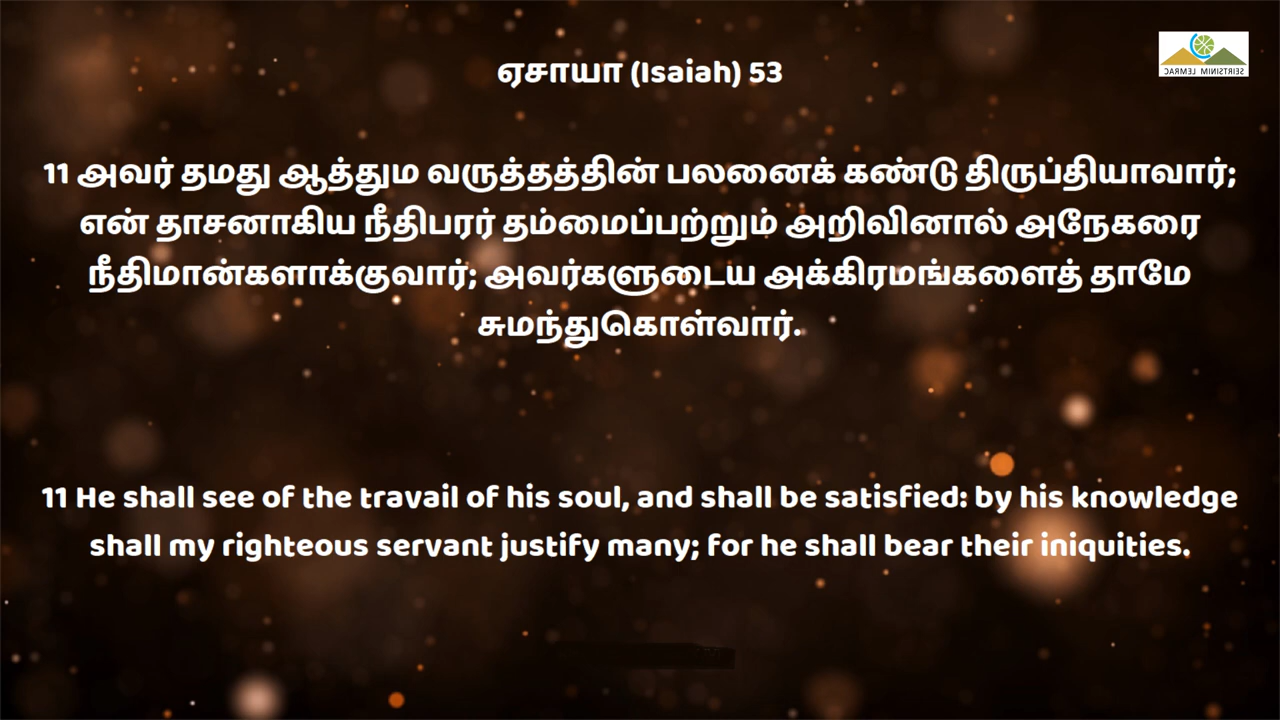 ஏசாயா (Isaiah) 53
CARMEL MINISTRIES
11 அவர் தமது ஆத்தும வருத்தத்தின் பலனைக் கண்டு திருப்தியாவார்;
என் தாசனாகிய நீதிபரர் தம்மைப்பற்றும் அறிவினால் அநேகரை
நீதிமான்களாக்குவார்; அவர்களுடைய அக்கிரமங்களைத் தாமே
சுமந்துகொள்வார்.
11 He shall see of the travail of his soul, and shall be satisfied: by his knowledge
shall my righteous servant justify many; for he shall bear their iniquities.